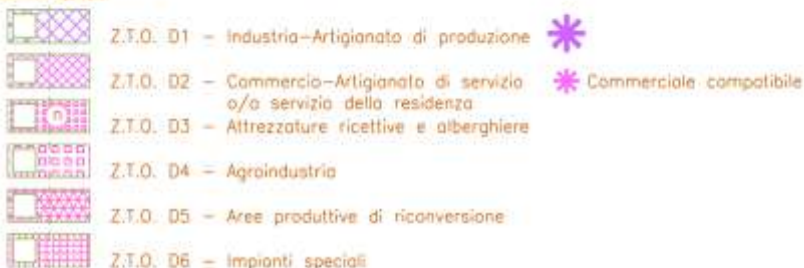 Z.T.O. D1 - Industria-Artigianato di produzione
Z.T.O. D2 - Commercio-Artigianato di servizio
o/a servizio della residenza
Commerciale compatibile
n
Z.T.O. D3 - Attrezzature ricettive e alberghiere
Z.T.O. D4 - Agroindustria
Z.T.O. D5 - Aree produttive di riconversione
Z.T.O. D6 - Impianti speciali